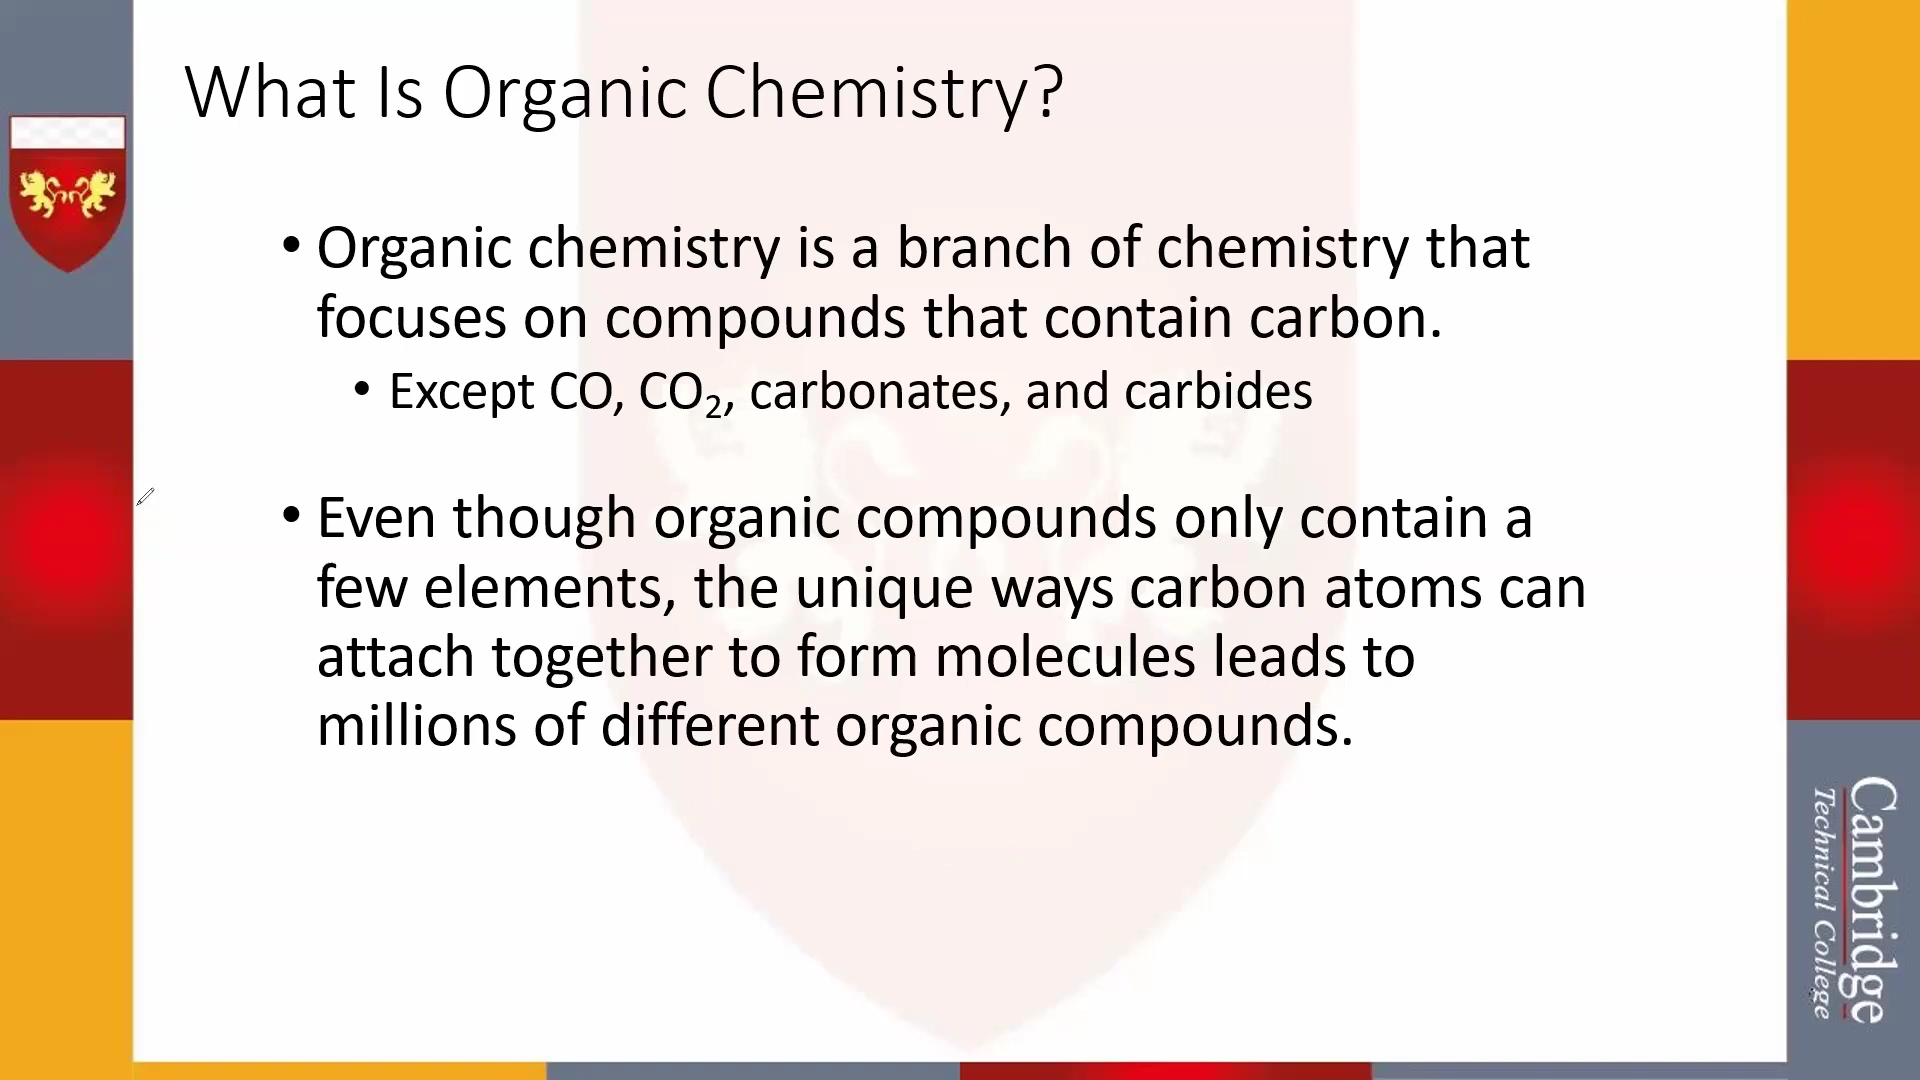 What Is Organic Chemistry?
• Organic chemistry is a branch of chemistry that
focuses on compounds that contain carbon.
• Except CO, CO₂, carbonates, and carbides
• Even though organic compounds only contain a
few elements, the unique ways carbon atoms can
attach together to form molecules leads to
millions of different organic compounds.
Cambridge
Technical College